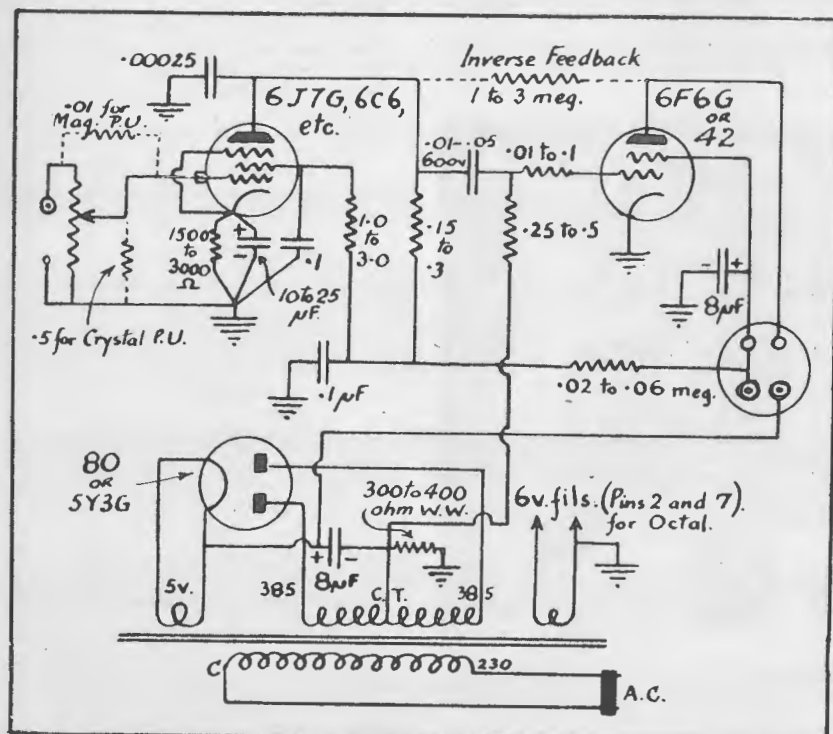 .00025
Inverse Feedback
1 to 3 meg.
6J7G, 6C6,
etc.
6F6G
OR
42
.01 for
Mag. P.U.
.01-.05
600v
.01 to .1
1500
to
3000
Ω
+
-
.1
10 to 25
µF.
1.0
to
3.0
.15
to
.3
.25 to .5
- +
8µF
.5 for Crystal P.U.
.1µF
.02 to .06 meg.
80
OR
5Y3G
300 to 400
ohm W.W.
6v. fils. (Pins 2 and 7).
for Octal.
+ -
8µF
5v.
385
C.T.
385
C
230
A.C.